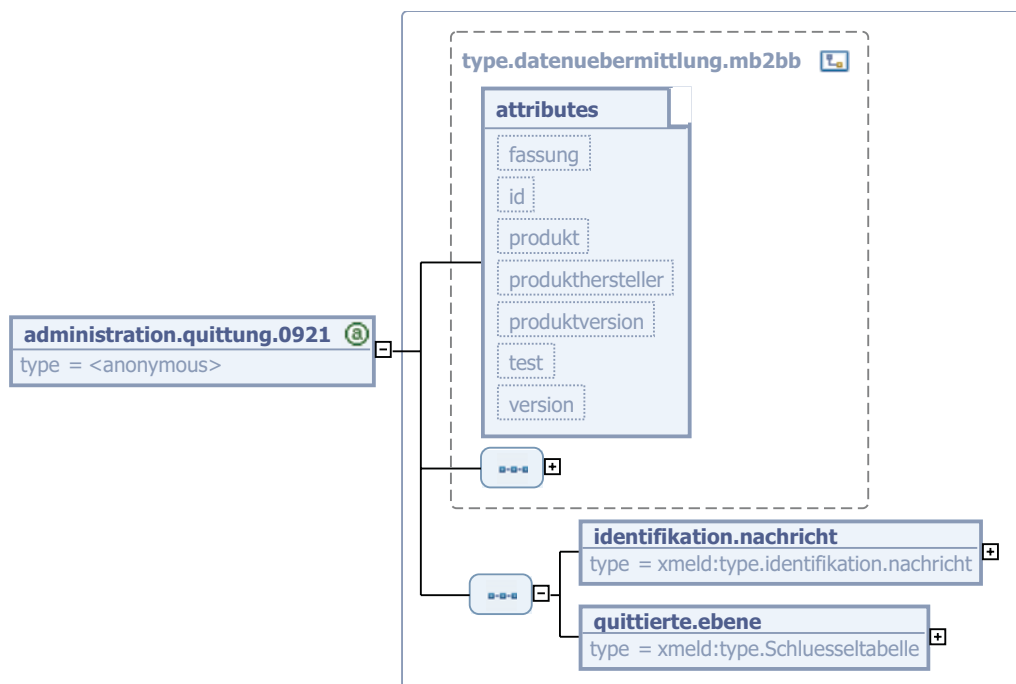 type.datenuebermittlung.mb2bb
attributes
fassung
id
produkt
produkthersteller
produktversion
test
version
administration.quittung.0921 @
type = <anonymous>
identifikation.nachricht
type = xmeld:type.identifikation.nachricht
quittierte.ebene
type = xmeld:type.Schluesseltabelle